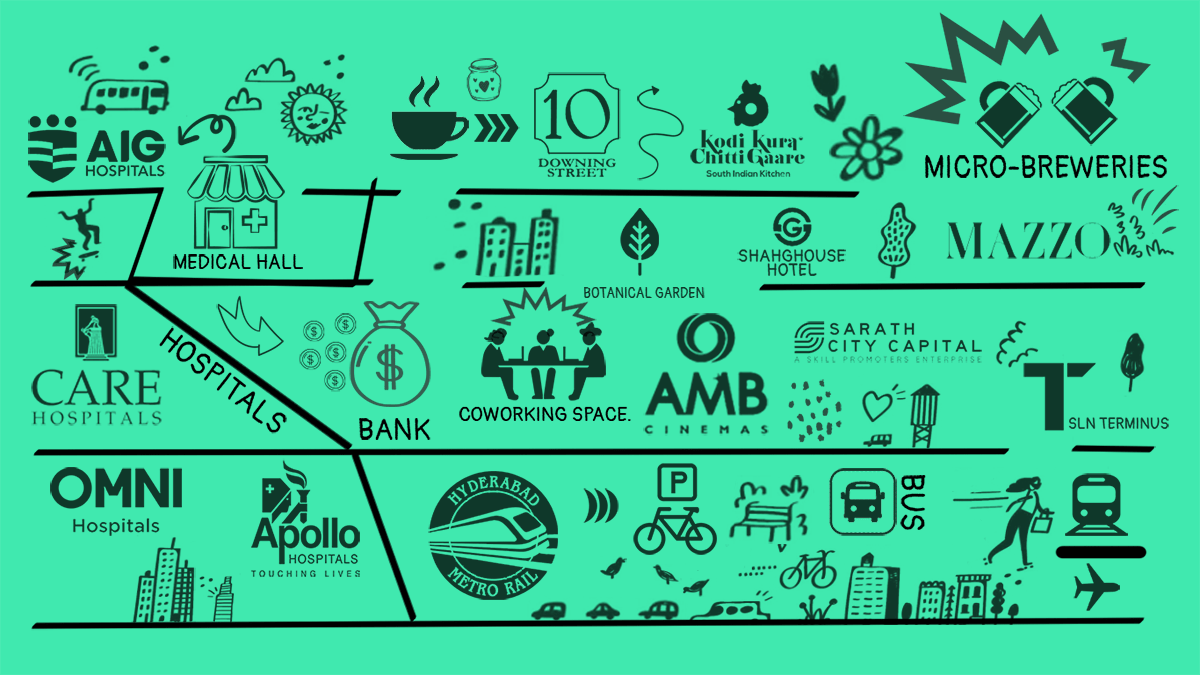 AIG
HOSPITALS
MEDICAL HALL
10
DOWNING
STREET
Kodi Kura
Chitti Gaare
South Indian Kitchen
MICRO-BREWERIES
G
SHAHGHOUSE
HOTEL
MAZZO
BOTANICAL GARDEN
CARE
HOSPITALS
HOSPITALS
$
BANK
COWORKING SPACE.
AMB
CINEMAS
SARATH
CITY CAPITAL
A SKILL PROMOTERS ENTERPRISE
T
SLN TERMINUS
OMNI
Hospitals
Apollo
HOSPITALS
TOUCHING LIVES
HYDERABAD
METRO RAIL
P
BUS